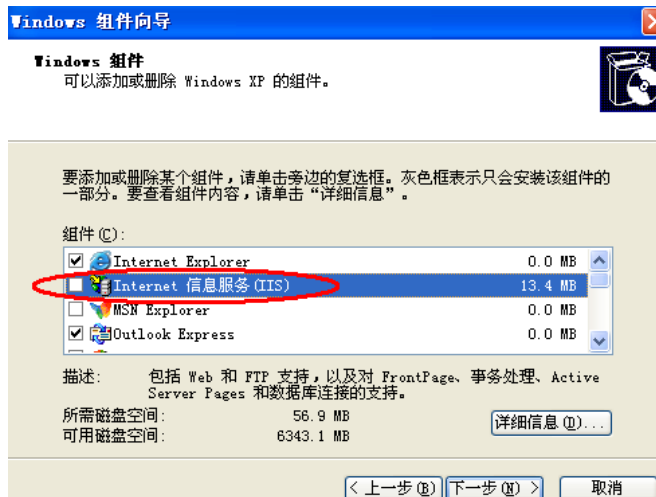 Windows 组件向导
Windows 组件
可以添加或删除 Windows XP 的组件。
要添加或删除某个组件，请单击旁边的复选框。灰色框表示只会安装该组件的
一部分。要查看组件内容，请单击“详细信息”。
组件(C):
Internet Explorer 0.0 MB
Internet 信息服务(IIS) 13.4 MB
MSN Explorer 0.0 MB
Outlook Express 0.0 MB
描述: 包括 Web 和 FTP 支持，以及对 FrontPage、事务处理、Active
Server Pages 和数据库连接的支持。
所需磁盘空间: 56.9 MB
可用磁盘空间: 6343.1 MB
详细信息(D)...
< 上一步(B) 下一步(N) > 取消